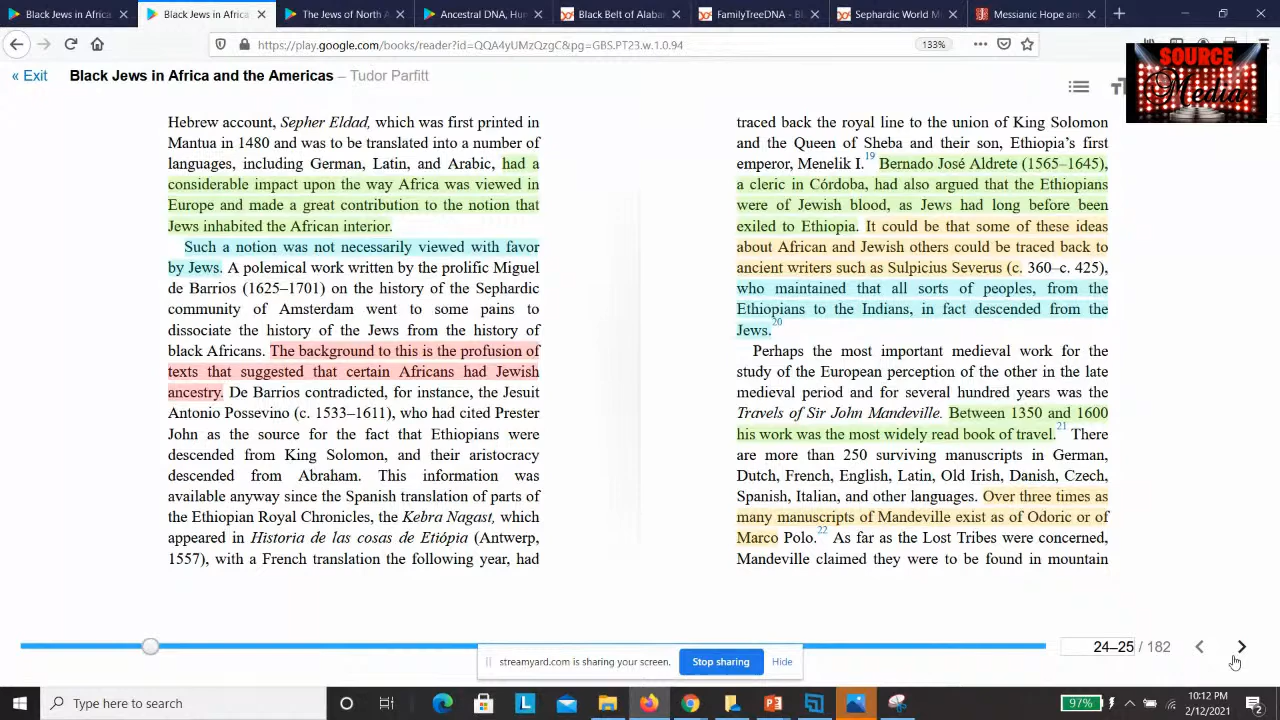 Black Jews in Africa a
Black Jews in Africa
The Jews of North A
Ancestral DNA, Hu
Black Belt of Alaba
FamilyTreeDNA -
Sephardic World M
Messianic Hope and
https://play.google.com/books/reader?id=QcA4yUMzQzgC&pg=GBS.PT23.w.1.0.94
133%
SOURCE
Media
« Exit
Black Jews in Africa and the Americas – Tudor Parfitt
Hebrew account, Sepher Eldad, which was first printed in
Mantua in 1480 and was to be translated into a number of
languages, including German, Latin, and Arabic, had a
considerable impact upon the way Africa was viewed in
Europe and made a great contribution to the notion that
Jews inhabited the African interior.
Such a notion was not necessarily viewed with favor
by Jews. A polemical work written by the prolific Miguel
de Barrios (1625–1701) on the history of the Sephardic
community of Amsterdam went to some pains to
dissociate the history of the Jews from the history of
black Africans. The background to this is the profusion of
texts that suggested that certain Africans had Jewish
ancestry. De Barrios contradicted, for instance, the Jesuit
Antonio Possevino (c. 1533–1611), who had cited Prester
John as the source for the fact that Ethiopians were
descended from King Solomon, and their aristocracy
descended from Abraham. This information was
available anyway since the Spanish translation of parts of
the Ethiopian Royal Chronicles, the Kebra Nagast, which
appeared in Historia de las cosas de Etiópia (Antwerp,
1557), with a French translation the following year, had
traced back the royal line to the union of King Solomon
and the Queen of Sheba and their son, Ethiopia's first
emperor, Menelik I.19 Bernado José Aldrete (1565–1645),
a cleric in Córdoba, had also argued that the Ethiopians
were of Jewish blood, as Jews had long before been
exiled to Ethiopia. It could be that some of these ideas
about African and Jewish others could be traced back to
ancient writers such as Sulpicius Severus (c. 360–c. 425),
who maintained that all sorts of peoples, from the
Ethiopians to the Indians, in fact descended from the
Jews.20
Perhaps the most important medieval work for the
study of the European perception of the other in the late
medieval period and for several hundred years was the
Travels of Sir John Mandeville. Between 1350 and 1600
his work was the most widely read book of travel.21 There
are more than 250 surviving manuscripts in German,
Dutch, French, English, Latin, Old Irish, Danish, Czech,
Spanish, Italian, and other languages. Over three times as
many manuscripts of Mandeville exist as of Odoric or of
Marco Polo.22 As far as the Lost Tribes were concerned,
Mandeville claimed they were to be found in mountain
24–25 / 182
streamyard.com is sharing your screen.
Stop sharing
Hide
Type here to search
97%
10:12 PM
2/12/2021
2